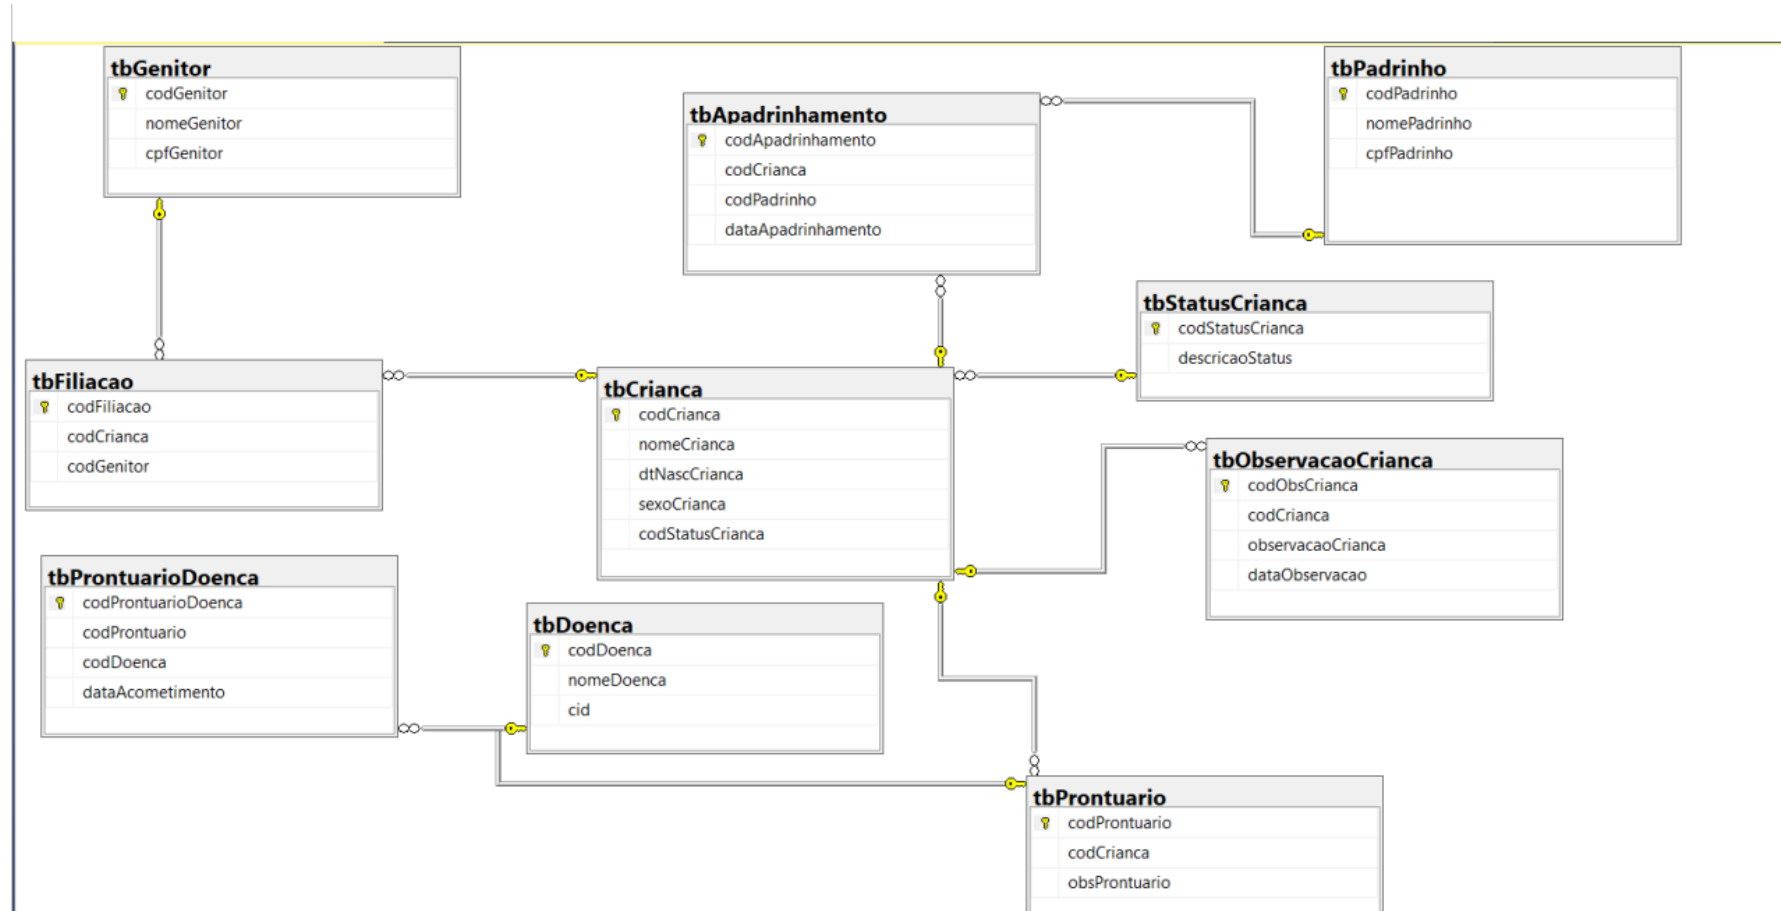 tbGenitor
codGenitor
nomeGenitor
cpfGenitor
tbApadrinhamento
codApadrinhamento
codCrianca
codPadrinho
dataApadrinhamento
tbPadrinho
codPadrinho
nomePadrinho
cpfPadrinho
tbStatusCrianca
codStatusCrianca
descricaoStatus
tbFiliacao
codFiliacao
codCrianca
codGenitor
tbCrianca
codCrianca
nomeCrianca
dtNascCrianca
sexoCrianca
codStatusCrianca
tbObservacaoCrianca
codObsCrianca
codCrianca
observacaoCrianca
dataObservacao
tbProntuarioDoenca
codProntuarioDoenca
codProntuario
codDoenca
dataAcometimento
tbDoenca
codDoenca
nomeDoenca
cid
tbProntuario
codProntuario
codCrianca
obsProntuario